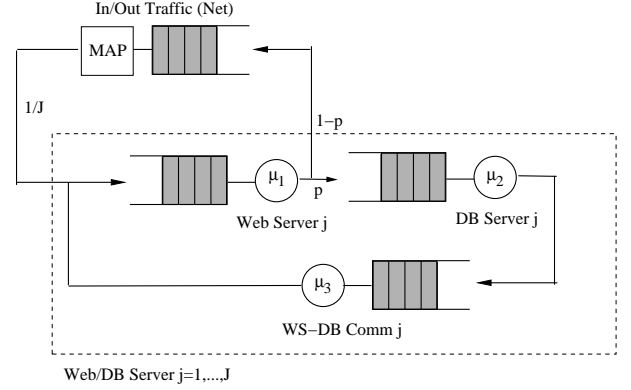 In/Out Traffic (Net)
MAP
1/J
1−p
μ1
p
μ2
Web Server j
DB Server j
μ3
WS−DB Comm j
Web/DB Server j=1,...,J